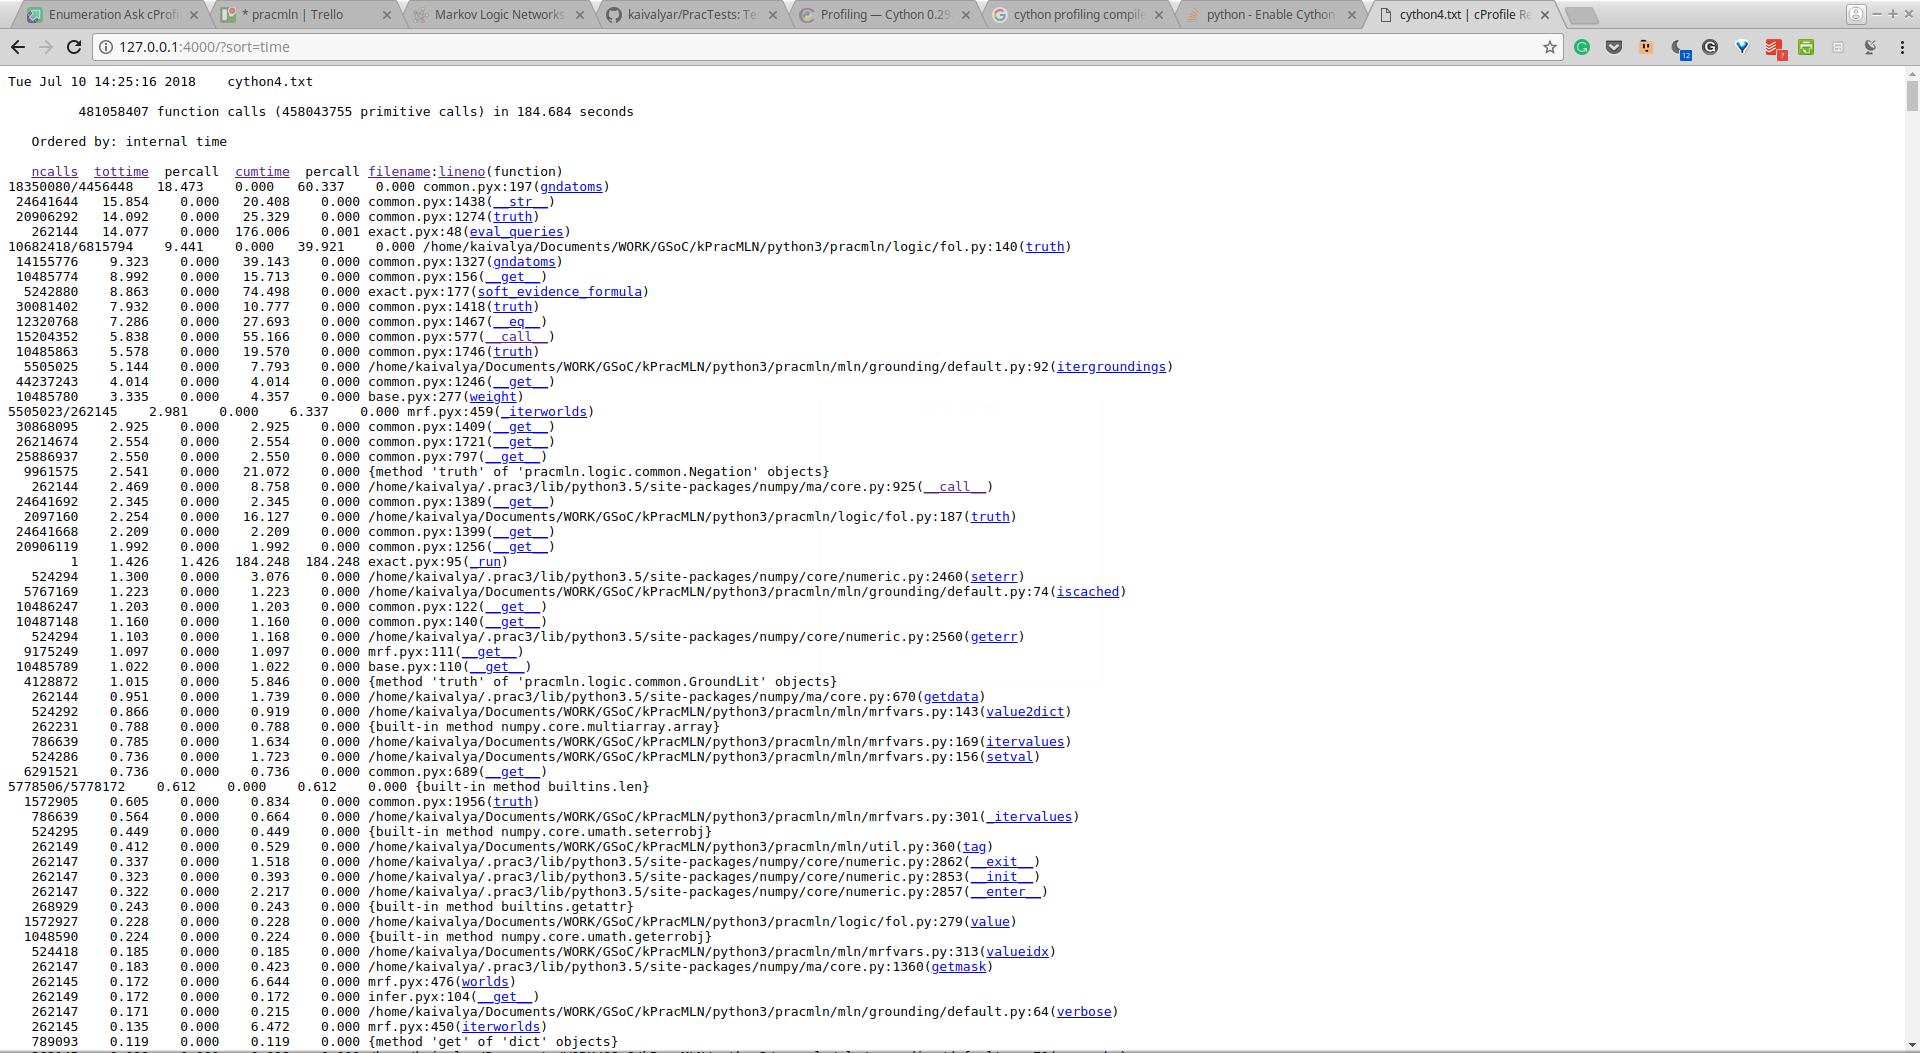 Enumeration Ask cProfi
* pracmln | Trello
Markov Logic Networks
kaivalyar/PracTests: Te
Profiling — Cython 0.29
cython profiling compile
python - Enable Cython
cython4.txt | cProfile Re
127.0.0.1:4000/?sort=time
12
?
Tue Jul 10 14:25:16 2018    cython4.txt
481058407 function calls (458043755 primitive calls) in 184.684 seconds
Ordered by: internal time
ncalls  tottime  percall  cumtime  percall filename:lineno(function)
18350080/4456448   18.473    0.000   60.337    0.000 common.pyx:197(gndatoms)
24641644   15.854    0.000   20.408    0.000 common.pyx:1438(__str__)
20906292   14.092    0.000   25.329    0.000 common.pyx:1274(truth)
262144   14.077    0.000  176.006    0.001 exact.pyx:48(eval_queries)
10682418/6815794    9.441    0.000   39.921    0.000 /home/kaivalya/Documents/WORK/GSoC/kPracMLN/python3/pracmln/logic/fol.py:140(truth)
14155776    9.323    0.000   39.143    0.000 common.pyx:1327(gndatoms)
10485774    8.992    0.000   15.713    0.000 common.pyx:156(__get__)
5242880    8.863    0.000   74.498    0.000 exact.pyx:177(soft_evidence_formula)
30081402    7.932    0.000   10.777    0.000 common.pyx:1418(truth)
12320768    7.286    0.000   27.693    0.000 common.pyx:1467(__eq__)
15204352    5.838    0.000   55.166    0.000 common.pyx:577(__call__)
10485863    5.578    0.000   19.570    0.000 common.pyx:1746(truth)
5505025    5.144    0.000    7.793    0.000 /home/kaivalya/Documents/WORK/GSoC/kPracMLN/python3/pracmln/mln/grounding/default.py:92(itergroundings)
44237243    4.014    0.000    4.014    0.000 common.pyx:1246(__get__)
10485780    3.335    0.000    4.357    0.000 base.pyx:277(weight)
5505023/262145    2.981    0.000    6.337    0.000 mrf.pyx:459(_iterworlds)
30868095    2.925    0.000    2.925    0.000 common.pyx:1409(__get__)
26214674    2.554    0.000    2.554    0.000 common.pyx:1721(__get__)
25886937    2.550    0.000    2.550    0.000 common.pyx:797(__get__)
9961575    2.541    0.000   21.072    0.000 {method 'truth' of 'pracmln.logic.common.Negation' objects}
262144    2.469    0.000    8.758    0.000 /home/kaivalya/.prac3/lib/python3.5/site-packages/numpy/ma/core.py:925(__call__)
24641692    2.345    0.000    2.345    0.000 common.pyx:1389(__get__)
2097160    2.254    0.000   16.127    0.000 /home/kaivalya/Documents/WORK/GSoC/kPracMLN/python3/pracmln/logic/fol.py:187(truth)
24641668    2.209    0.000    2.209    0.000 common.pyx:1399(__get__)
20906119    1.992    0.000    1.992    0.000 common.pyx:1256(__get__)
1    1.426    1.426  184.248  184.248 exact.pyx:95(_run)
524294    1.300    0.000    3.076    0.000 /home/kaivalya/.prac3/lib/python3.5/site-packages/numpy/core/numeric.py:2460(seterr)
5767169    1.223    0.000    1.223    0.000 /home/kaivalya/Documents/WORK/GSoC/kPracMLN/python3/pracmln/mln/grounding/default.py:74(iscached)
10486247    1.203    0.000    1.203    0.000 common.pyx:122(__get__)
10487148    1.160    0.000    1.160    0.000 common.pyx:140(__get__)
524294    1.103    0.000    1.168    0.000 /home/kaivalya/.prac3/lib/python3.5/site-packages/numpy/core/numeric.py:2560(geterr)
9175249    1.097    0.000    1.097    0.000 mrf.pyx:111(__get__)
10485789    1.022    0.000    1.022    0.000 base.pyx:110(__get__)
4128872    1.015    0.000    5.846    0.000 {method 'truth' of 'pracmln.logic.common.GroundLit' objects}
262144    0.951    0.000    1.739    0.000 /home/kaivalya/.prac3/lib/python3.5/site-packages/numpy/ma/core.py:670(getdata)
524292    0.866    0.000    0.919    0.000 /home/kaivalya/Documents/WORK/GSoC/kPracMLN/python3/pracmln/mln/mrfvars.py:143(value2dict)
262231    0.788    0.000    0.788    0.000 {built-in method numpy.core.multiarray.array}
786639    0.785    0.000    1.634    0.000 /home/kaivalya/Documents/WORK/GSoC/kPracMLN/python3/pracmln/mln/mrfvars.py:169(itervalues)
524286    0.736    0.000    1.723    0.000 /home/kaivalya/Documents/WORK/GSoC/kPracMLN/python3/pracmln/mln/mrfvars.py:156(setval)
6291521    0.736    0.000    0.736    0.000 common.pyx:689(__get__)
5778506/5778172    0.612    0.000    0.612    0.000 {built-in method builtins.len}
1572905    0.605    0.000    0.834    0.000 common.pyx:1956(truth)
786639    0.564    0.000    0.664    0.000 /home/kaivalya/Documents/WORK/GSoC/kPracMLN/python3/pracmln/mln/mrfvars.py:301(_itervalues)
524295    0.449    0.000    0.449    0.000 {built-in method numpy.core.umath.seterrobj}
262149    0.412    0.000    0.529    0.000 /home/kaivalya/Documents/WORK/GSoC/kPracMLN/python3/pracmln/mln/util.py:360(tag)
262147    0.337    0.000    1.518    0.000 /home/kaivalya/.prac3/lib/python3.5/site-packages/numpy/core/numeric.py:2862(__exit__)
262147    0.323    0.000    0.393    0.000 /home/kaivalya/.prac3/lib/python3.5/site-packages/numpy/core/numeric.py:2853(__init__)
262147    0.322    0.000    2.217    0.000 /home/kaivalya/.prac3/lib/python3.5/site-packages/numpy/core/numeric.py:2857(__enter__)
268929    0.243    0.000    0.243    0.000 {built-in method builtins.getattr}
1572927    0.228    0.000    0.228    0.000 /home/kaivalya/Documents/WORK/GSoC/kPracMLN/python3/pracmln/logic/fol.py:279(value)
1048590    0.224    0.000    0.224    0.000 {built-in method numpy.core.umath.geterrobj}
524418    0.185    0.000    0.185    0.000 /home/kaivalya/Documents/WORK/GSoC/kPracMLN/python3/pracmln/mln/mrfvars.py:313(valueidx)
262147    0.183    0.000    0.423    0.000 /home/kaivalya/.prac3/lib/python3.5/site-packages/numpy/ma/core.py:1360(getmask)
262145    0.172    0.000    6.644    0.000 mrf.pyx:476(worlds)
262149    0.172    0.000    0.172    0.000 infer.pyx:104(__get__)
262147    0.171    0.000    0.215    0.000 /home/kaivalya/Documents/WORK/GSoC/kPracMLN/python3/pracmln/mln/grounding/default.py:64(verbose)
262145    0.135    0.000    6.472    0.000 mrf.pyx:450(iterworlds)
789093    0.119    0.000    0.119    0.000 {method 'get' of 'dict' objects}